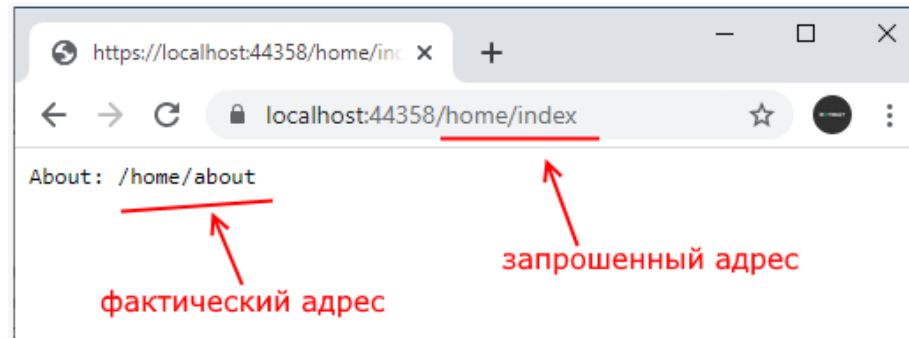 https://localhost:44358/home/inc
localhost:44358/home/index
About: /home/about
запрошенный адрес
фактический адрес